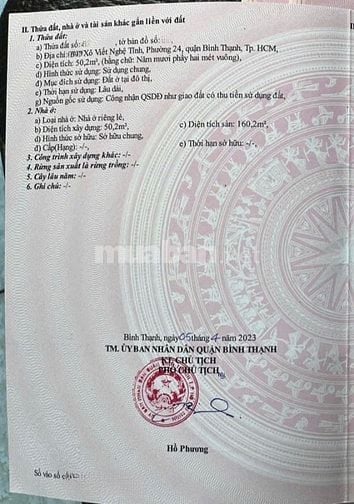 II. Thửa đất, nhà ở và tài sản khác gắn liền với đất
1. Thửa đất:
a) Thửa đất số: , tờ bản đồ số:
b) Địa chỉ: Xô Viết Nghệ Tĩnh, Phường 24, quận Bình Thạnh, Tp. HCM,
c) Diện tích: 50,2m², (bằng chữ: Năm mươi phảy hai mét vuông),
d) Hình thức sử dụng: Sử dụng chung,
đ) Mục đích sử dụng: Đất ở tại đô thị,
e) Thời hạn sử dụng: Lâu dài,
g) Nguồn gốc sử dụng: Công nhận QSDĐ như giao đất có thu tiền sử dụng đất,
2. Nhà ở:
a) Loại nhà ở: Nhà ở riêng lẻ,
b) Diện tích xây dựng: 50,2m², c) Diện tích sàn: 160,2m²,
d) Hình thức sở hữu: Sở hữu chung,
đ) Cấp(Hạng): -/-, e) Thời hạn sở hữu: -/-,
3. Công trình xây dựng khác: -/-,
4. Rừng sản xuất là rừng trồng: -/-,
5. Cây lâu năm: -/-,
6. Ghi chú: -/-,
muaban.net
Bình Thạnh, ngày 05 tháng 4 năm 2023
TM. ỦY BAN NHÂN DÂN QUẬN BÌNH THẠNH
KT. CHỦ TỊCH
PHÓ CHỦ TỊCH
Hồ Phương
Số vào sổ